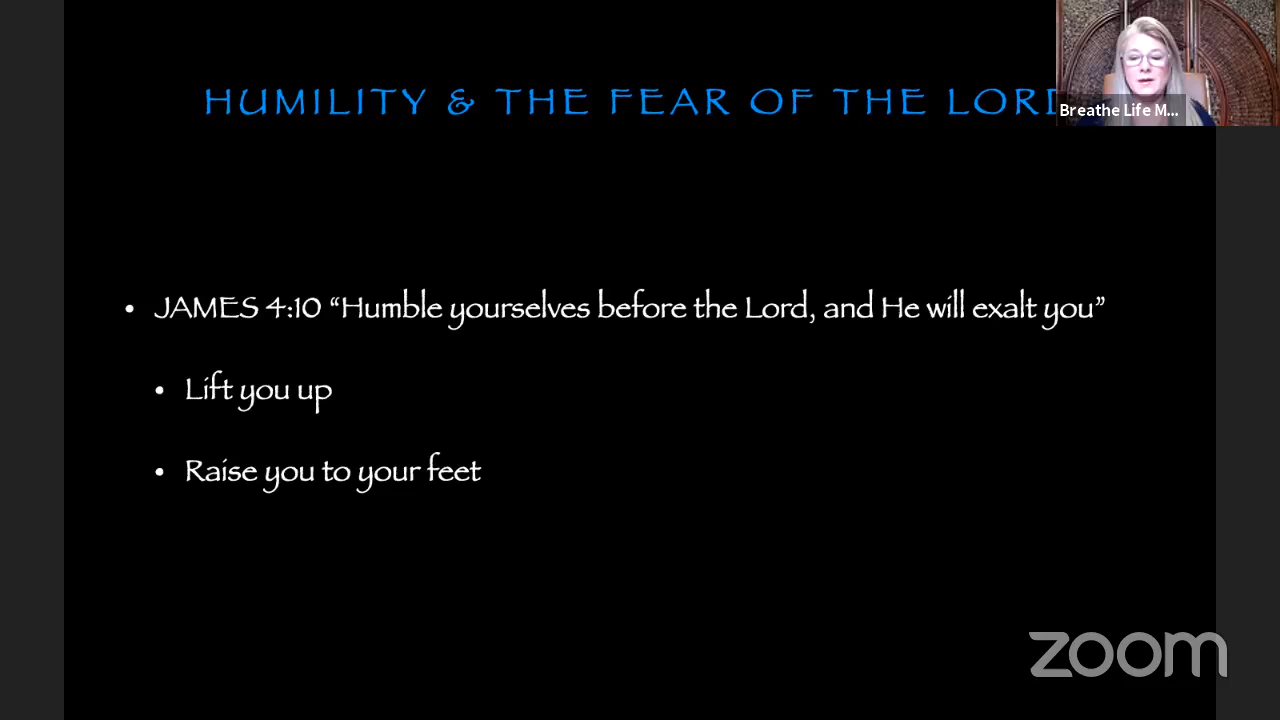 HUMILITY & THE FEAR OF THE LORD
Breathe Life M...
• JAMES 4:10 “Humble yourselves before the Lord, and He will exalt you”
• Lift you up
• Raise you to your feet
zoom